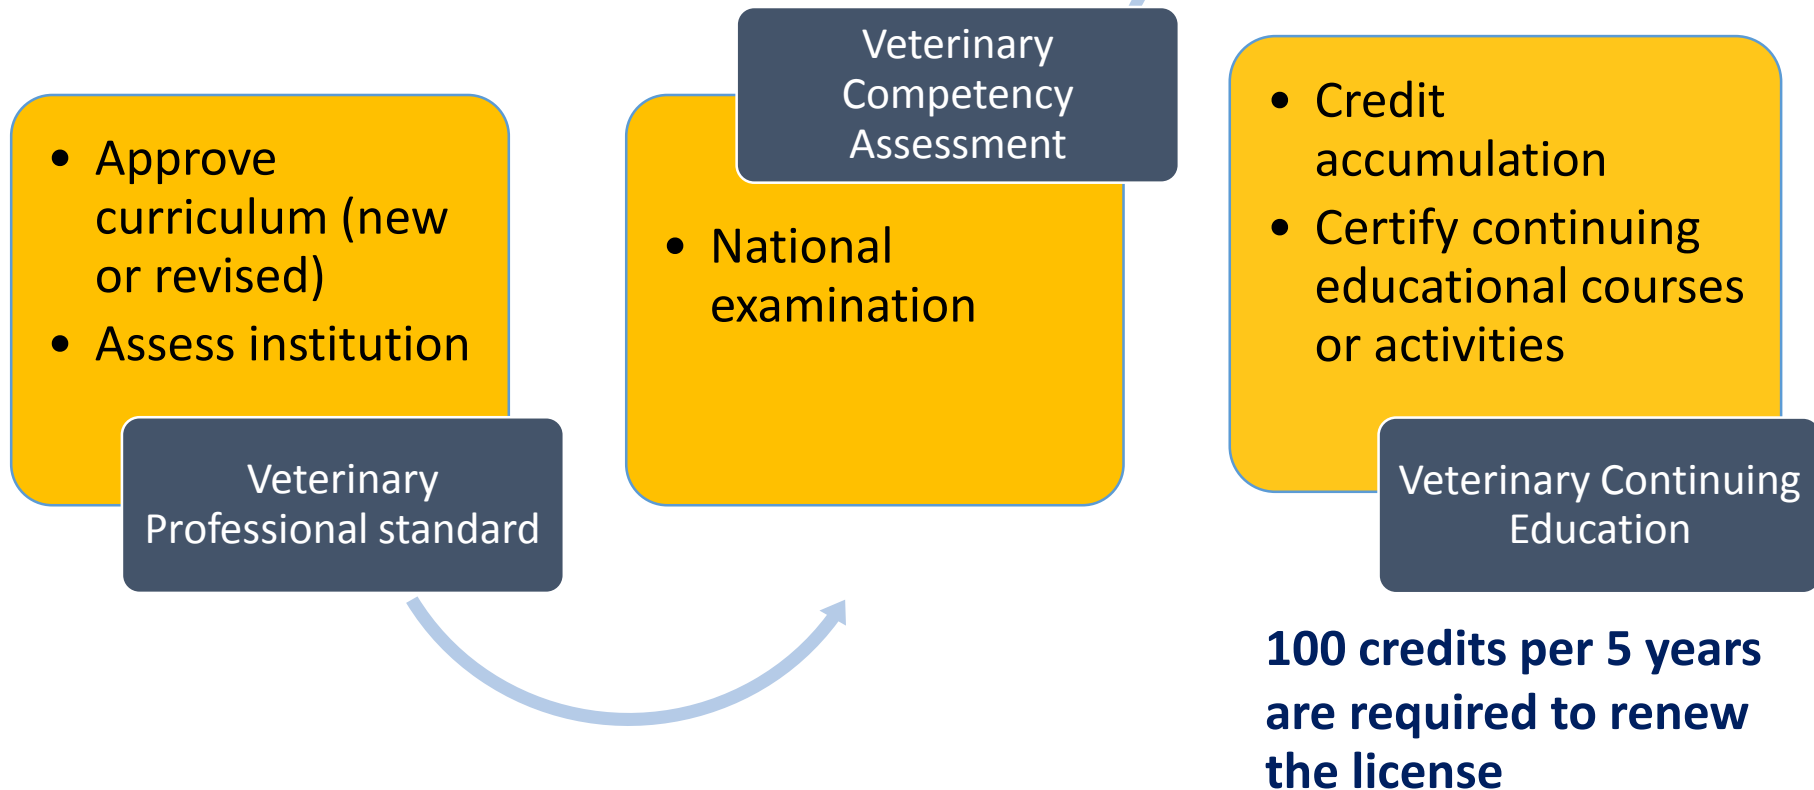 • Approve
curriculum (new
or revised)
• Assess institution
Veterinary
Professional standard
Veterinary
Competency
Assessment
• National
examination
• Credit
accumulation
• Certify continuing
educational courses
or activities
Veterinary Continuing
Education
100 credits per 5 years
are required to renew
the license